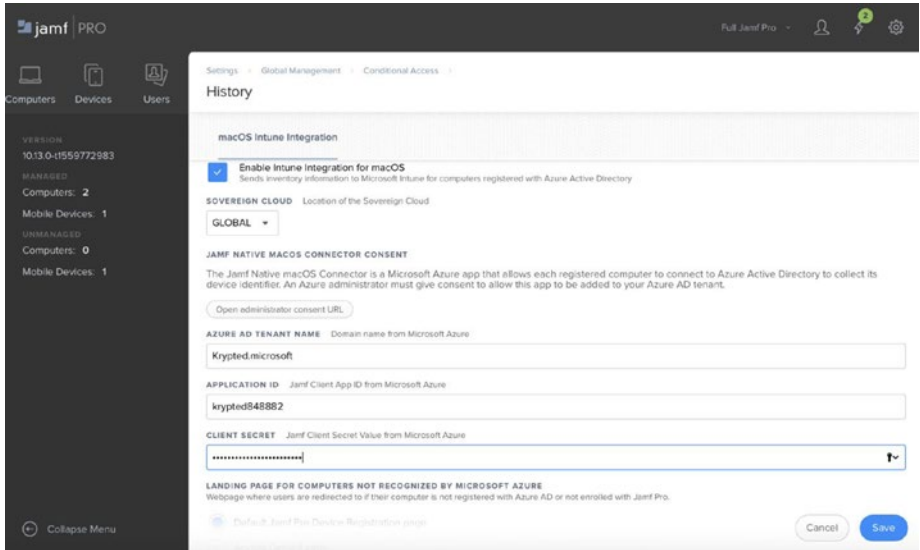 jamf PRO
Full Jamf Pro
2
Computers Devices Users
VERSION
10.13.0-t1559772983
MANAGED
Computers: 2
Mobile Devices: 1
UNMANAGED
Computers: 0
Mobile Devices: 1
Collapse Menu
Settings > Global Management > Conditional Access >
History
macOS Intune Integration
Enable Intune Integration for macOS
Sends inventory information to Microsoft Intune for computers registered with Azure Active Directory
SOVEREIGN CLOUD Location of the Sovereign Cloud
GLOBAL
JAMF NATIVE MACOS CONNECTOR CONSENT
The Jamf Native macOS Connector is a Microsoft Azure app that allows each registered computer to connect to Azure Active Directory to collect its
device identifier. An Azure administrator must give consent to allow this app to be added to your Azure AD tenant.
Open administrator consent URL
AZURE AD TENANT NAME Domain name from Microsoft Azure
Krypted.microsoft
APPLICATION ID Jamf Client App ID from Microsoft Azure
krypted848882
CLIENT SECRET Jamf Client Secret Value from Microsoft Azure
LANDING PAGE FOR COMPUTERS NOT RECOGNIZED BY MICROSOFT AZURE
Webpage where users are redirected to if their computer is not registered with Azure AD or not enrolled with Jamf Pro.
Default Jamf Pro Device Registration page
Cancel Save